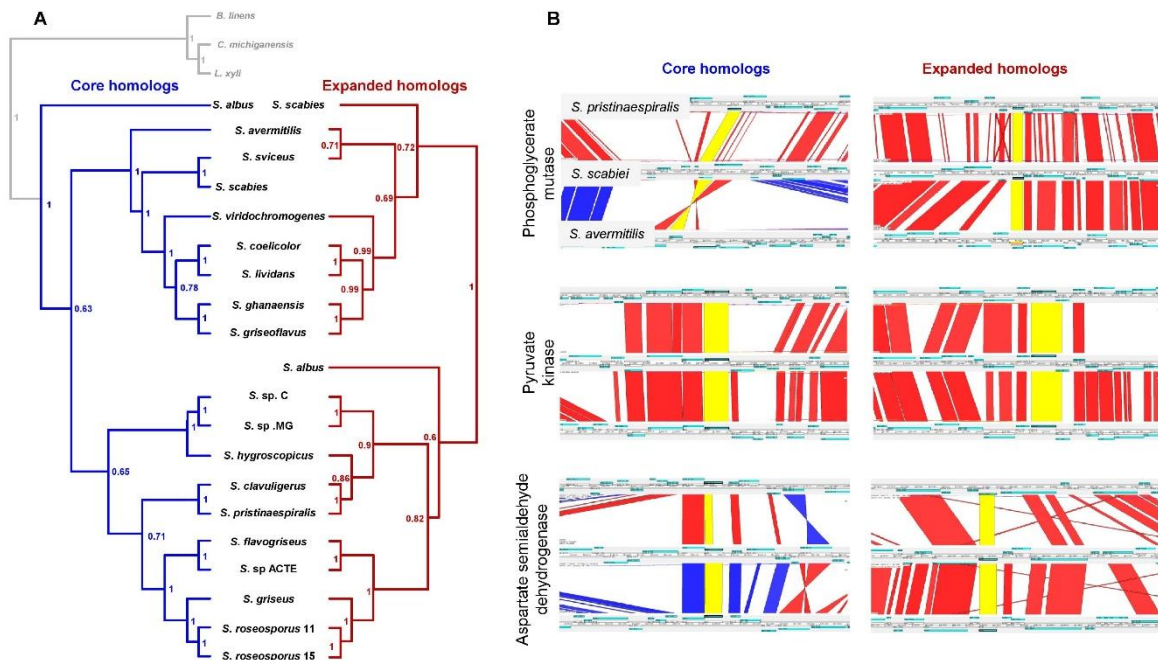 A
B
B. linens
C. michiganensis
L. xyli
1
1
1
Core homologs
Expanded homologs
S. albus
S. scabies
S. avermitilis
S. sviceus
S. scabies
S. viridochromogenes
S. coelicolor
S. lividans
S. ghanaensis
S. griseoflavus
S. albus
S. sp. C
S. sp .MG
S. hygroscopicus
S. clavuligerus
S. pristinaespiralis
S. flavogriseus
S. sp ACTE
S. griseus
S. roseosporus 11
S. roseosporus 15
1
0.63
1
1
1
1
1
0.78
1
1
0.65
1
1
0.71
1
1
1
1
1
0.71
0.72
0.69
0.99
1
0.99
1
1
1
0.9
0.6
0.86
1
0.82
1
1
1
1
Core homologs
Expanded homologs
Phosphoglycerate
mutase
S. pristinaespiralis
S. scabiei
S. avermitilis
Pyruvate
kinase
Aspartate semialdehyde
dehydrogenase